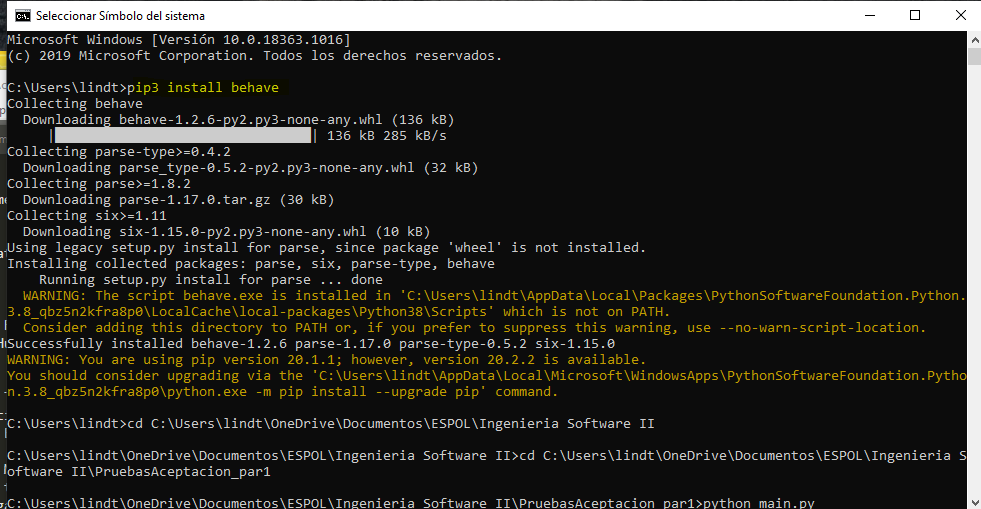 Seleccionar Símbolo del sistema
Microsoft Windows [Versión 10.0.18363.1016]
(c) 2019 Microsoft Corporation. Todos los derechos reservados.
C:\Users\lindt>pip3 install behave
Collecting behave
  Downloading behave-1.2.6-py2.py3-none-any.whl (136 kB)
     |████████████████████████████████| 136 kB 285 kB/s
Collecting parse-type>=0.4.2
  Downloading parse_type-0.5.2-py2.py3-none-any.whl (32 kB)
Collecting parse>=1.8.2
  Downloading parse-1.17.0.tar.gz (30 kB)
Collecting six>=1.11
  Downloading six-1.15.0-py2.py3-none-any.whl (10 kB)
Using legacy setup.py install for parse, since package 'wheel' is not installed.
Installing collected packages: parse, six, parse-type, behave
    Running setup.py install for parse ... done
  WARNING: The script behave.exe is installed in 'C:\Users\lindt\AppData\Local\Packages\PythonSoftwareFoundation.Python.
3.8_qbz5n2kfra8p0\LocalCache\local-packages\Python38\Scripts' which is not on PATH.
  Consider adding this directory to PATH or, if you prefer to suppress this warning, use --no-warn-script-location.
Successfully installed behave-1.2.6 parse-1.17.0 parse-type-0.5.2 six-1.15.0
WARNING: You are using pip version 20.1.1; however, version 20.2.2 is available.
You should consider upgrading via the 'C:\Users\lindt\AppData\Local\Microsoft\WindowsApps\PythonSoftwareFoundation.Pytho
n.3.8_qbz5n2kfra8p0\python.exe -m pip install --upgrade pip' command.
C:\Users\lindt>cd C:\Users\lindt\OneDrive\Documentos\ESPOL\Ingenieria Software II
C:\Users\lindt\OneDrive\Documentos\ESPOL\Ingenieria Software II>cd C:\Users\lindt\OneDrive\Documentos\ESPOL\Ingenieria S
oftware II\PruebasAceptacion_par1
C:\Users\lindt\OneDrive\Documentos\ESPOL\Ingenieria Software II\PruebasAceptacion_par1>python main.py